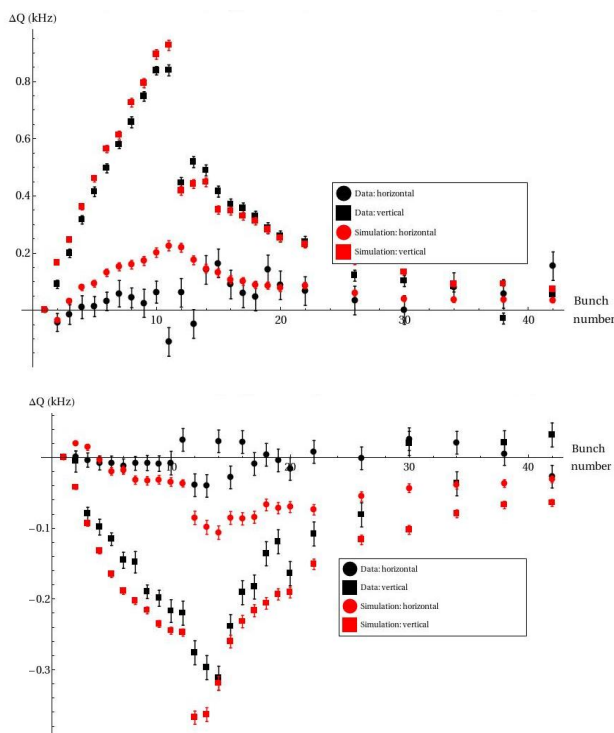 ΔQ (kHz)
0.8
0.6
0.4
0.2
Data: horizontal
Data: vertical
Simulation: horizontal
Simulation: vertical
10
20
30
40
Bunch
number
ΔQ (kHz)
10
20
30
40
Bunch
number
-0.1
-0.2
-0.3
Data: horizontal
Data: vertical
Simulation: horizontal
Simulation: vertical